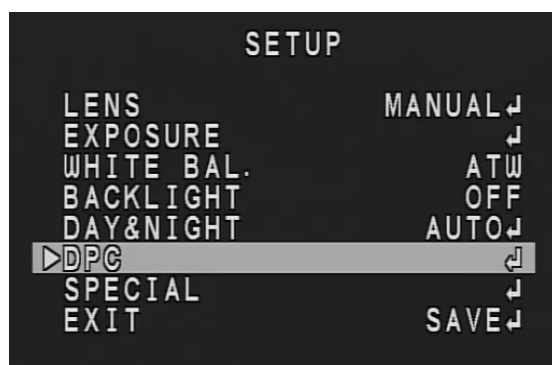 SETUP
LENS MANUAL↲
EXPOSURE ↲
WHITE BAL. ATW
BACKLIGHT OFF
DAY&NIGHT AUTO↲
▷DPC ↲
SPECIAL ↲
EXIT SAVE↲